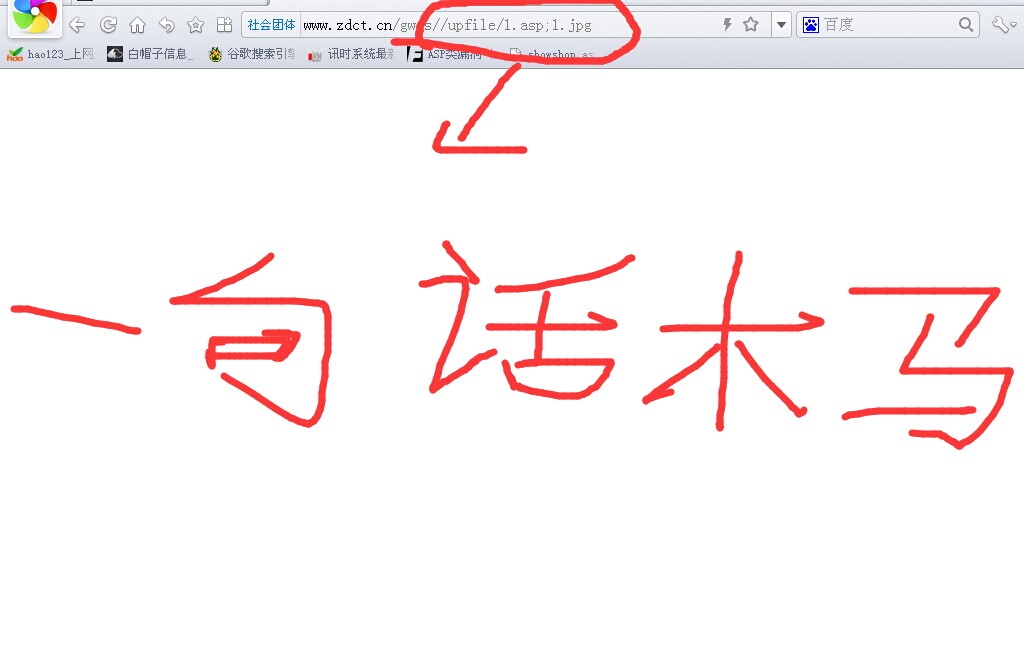 社会团体 www.zdct.cn/gw s//upfile/1.asp;1.jpg 百度
hao123_上网 白帽子信息_ 谷歌搜索引 讯时系统最 ASP类漏洞 showshop.as
一句话木马